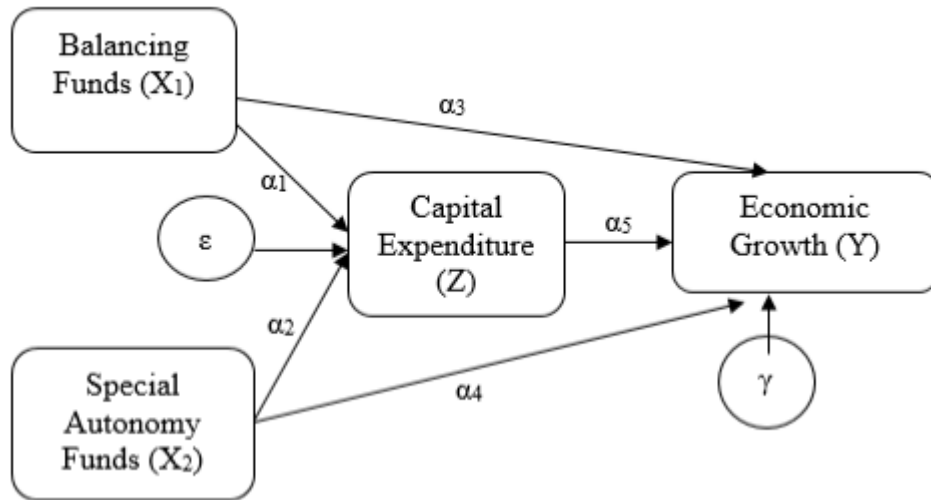 Balancing
Funds (X₁)
α3
α1
Capital
Expenditure
(Z)
α5
Economic
Growth (Y)
ε
α2
α4
γ
Special
Autonomy
Funds (X₂)